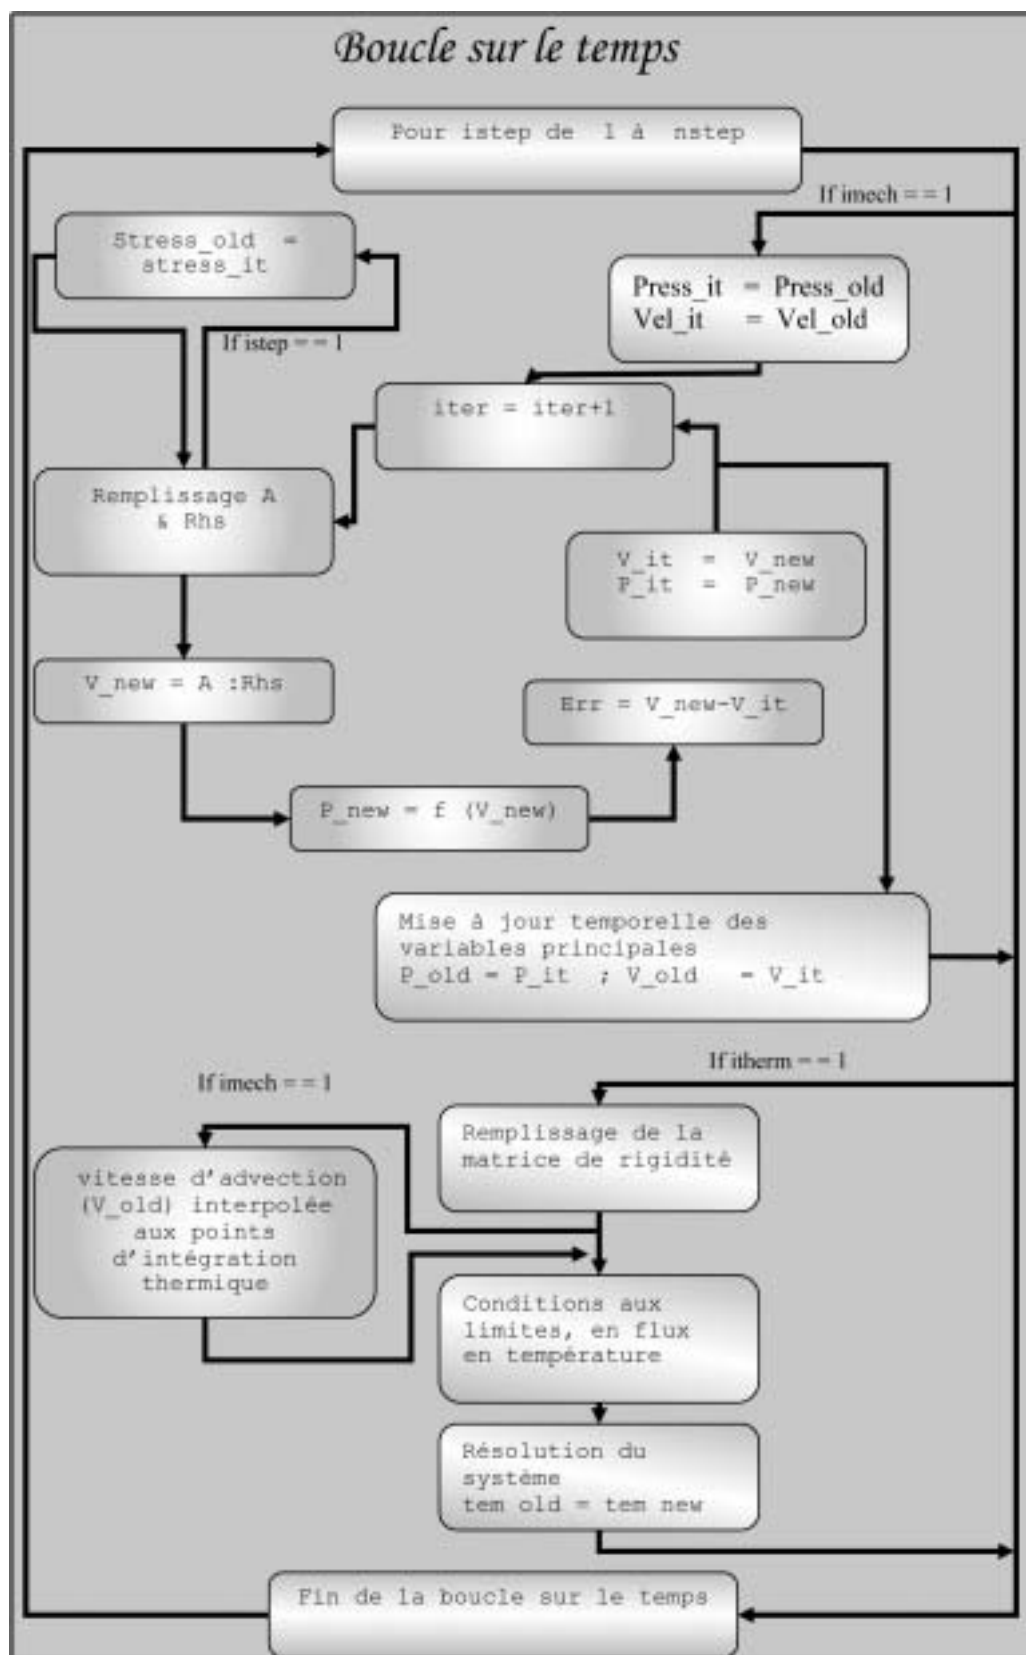 Boucle sur le temps
Pour istep de 1 à nstep
If imech = = 1
Stress_old =
stress_it
Press_it = Press_old
Vel_it = Vel_old
If istep = = 1
iter = iter+1
Remplissage A
& Rhs
V_it = V_new
P_it = P_new
V_new = A :Rhs
Err = V_new-V_it
P_new = f (V_new)
Mise à jour temporelle des
variables principales
P_old = P_it ; V_old = V_it
If itherm = = 1
If imech = = 1
Remplissage de la
matrice de rigidité
vitesse d'advection
(V_old) interpolée
aux points
d'intégration
thermique
Conditions aux
limites, en flux
en température
Résolution du
système
tem old = tem new
Fin de la boucle sur le temps